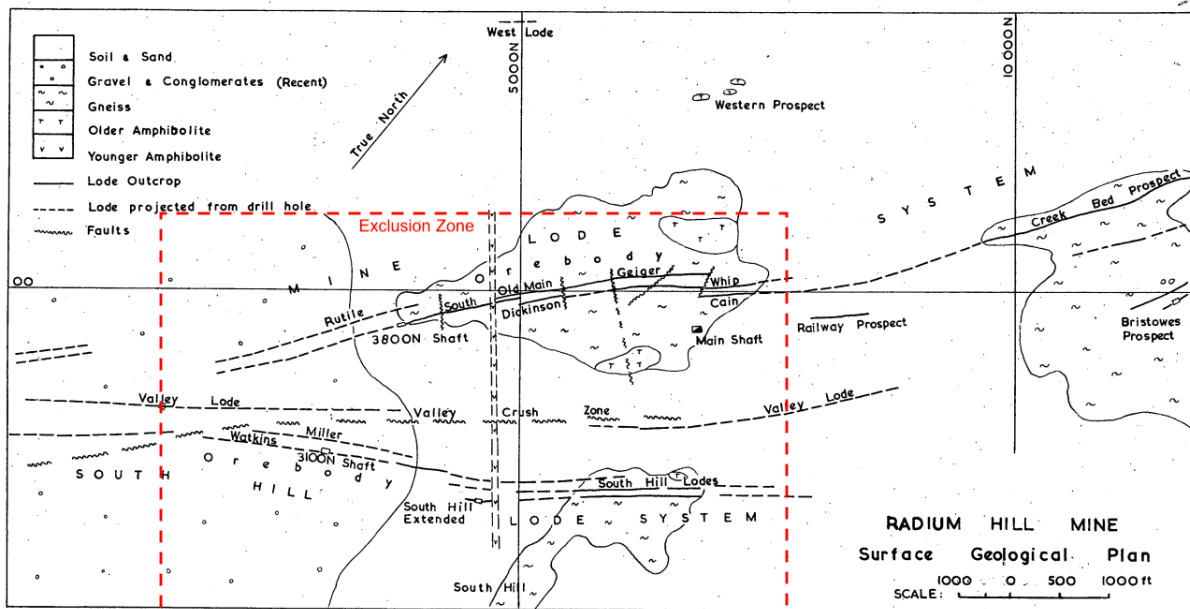 Soil & Sand
Gravel & Conglomerates (Recent)
Gneiss
Older Amphibolite
Younger Amphibolite
Lode Outcrop
Lode projected from drill hole
Faults
True North
West Lode
5000N
10000N
Western Prospect
Exclusion Zone
MINE LODE SYSTEM
Orebody
Creek Bed Prospect
OO
Rutile
South
Old Main
Geiger
Whip
Dickinson
Cain
3800N Shaft
Main Shaft
Railway Prospect
Bristowes
Prospect
Valley Lode
Valley Crush Zone
Valley Lode
Miller
Watkins
3100N Shaft
Orebody
SOUTH HILL LODE SYSTEM
South Hill Lodes
South Hill
Extended
South Hill
RADIUM HILL MINE
Surface Geological Plan
SCALE: 1000 0 500 1000 ft